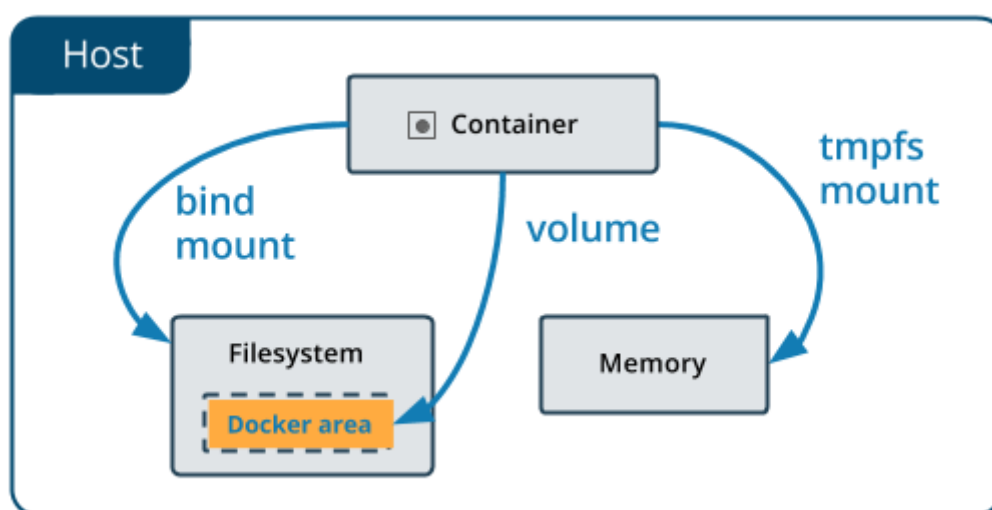 Host
Container
bind
mount
volume
tmpfs
mount
Filesystem
Docker area
Memory